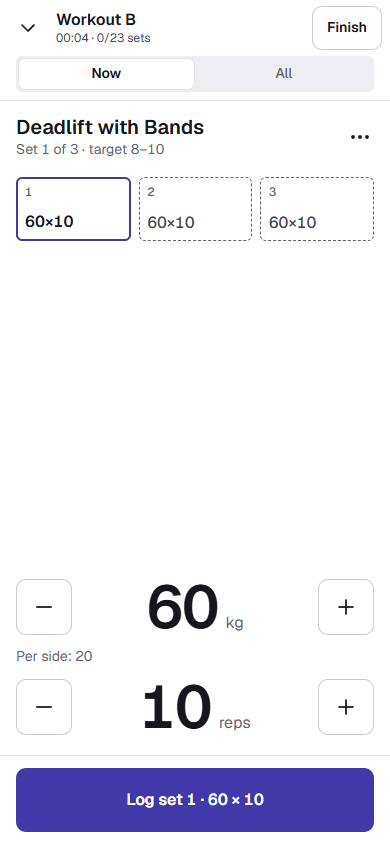 Workout B
00:04 · 0/23 sets
Finish
Now
All
Deadlift with Bands
Set 1 of 3 · target 8–10
1
60×10
2
60×10
3
60×10
60 kg
Per side: 20
10 reps
Log set 1 · 60 × 10